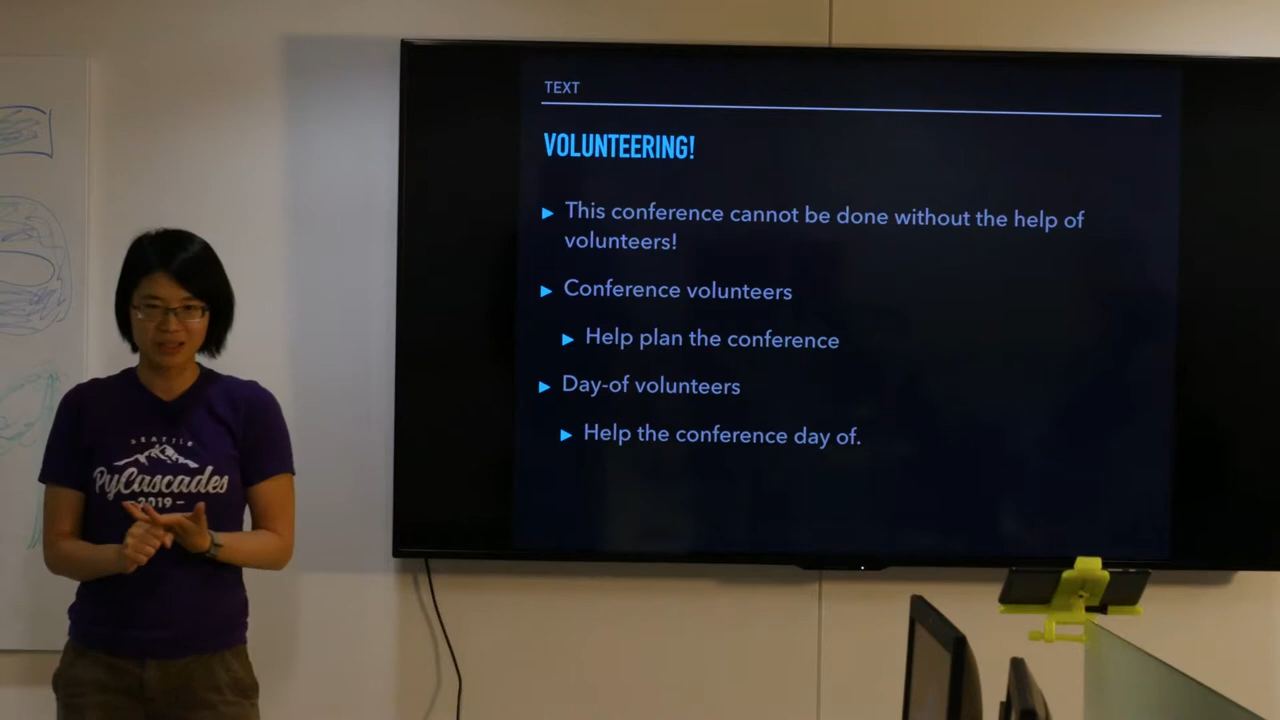 TEXT
VOLUNTEERING!
This conference cannot be done without the help of
volunteers!
Conference volunteers
Help plan the conference
Day-of volunteers
Help the conference day of.
SEATTLE
PyCascades
2019